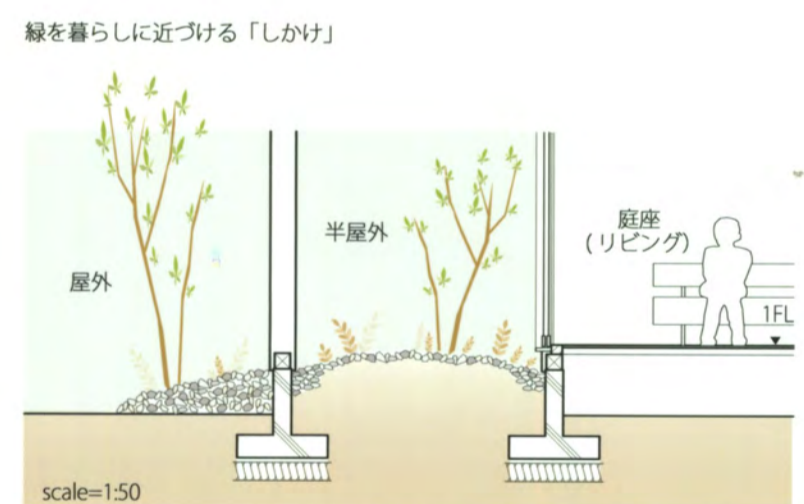 緑を暮らしに近づける「しかけ」
屋外
半屋外
庭座
(リビング)
1FL
scale=1:50